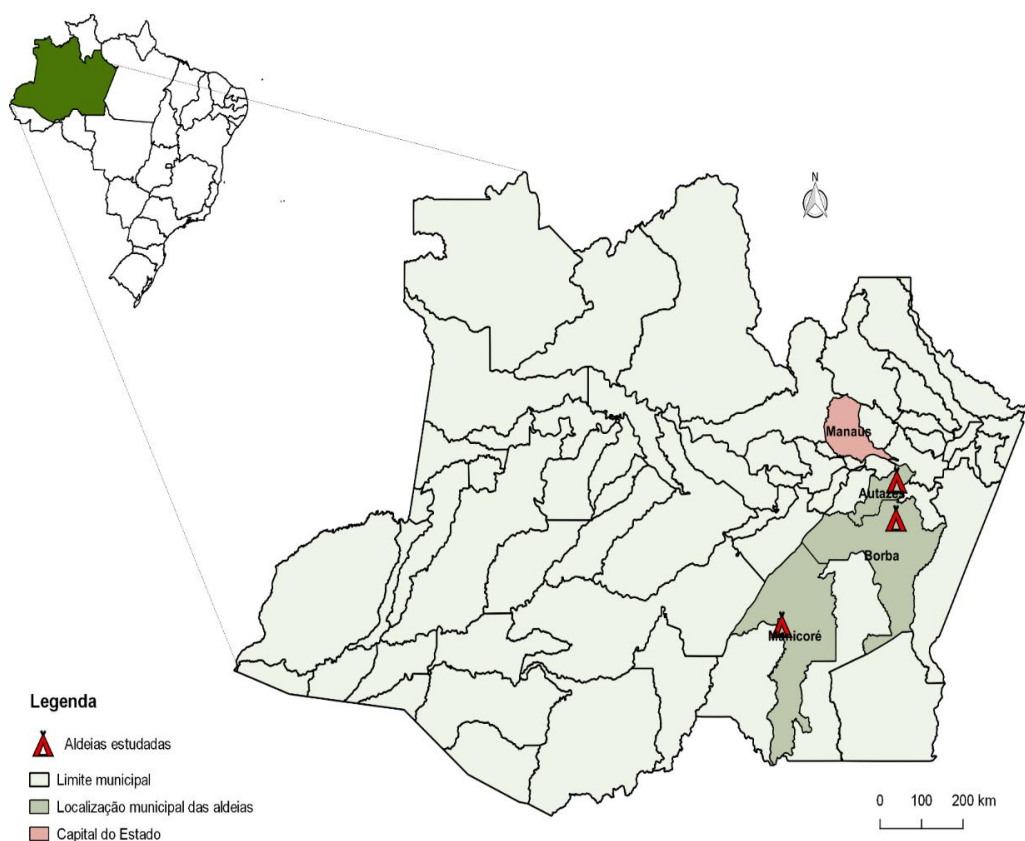 N
Manaus
Autazes
Borba
Manicoré
Legenda
Aldeias estudadas
Limite municipal
Localização municipal das aldeias
Capital do Estado
0 100 200 km